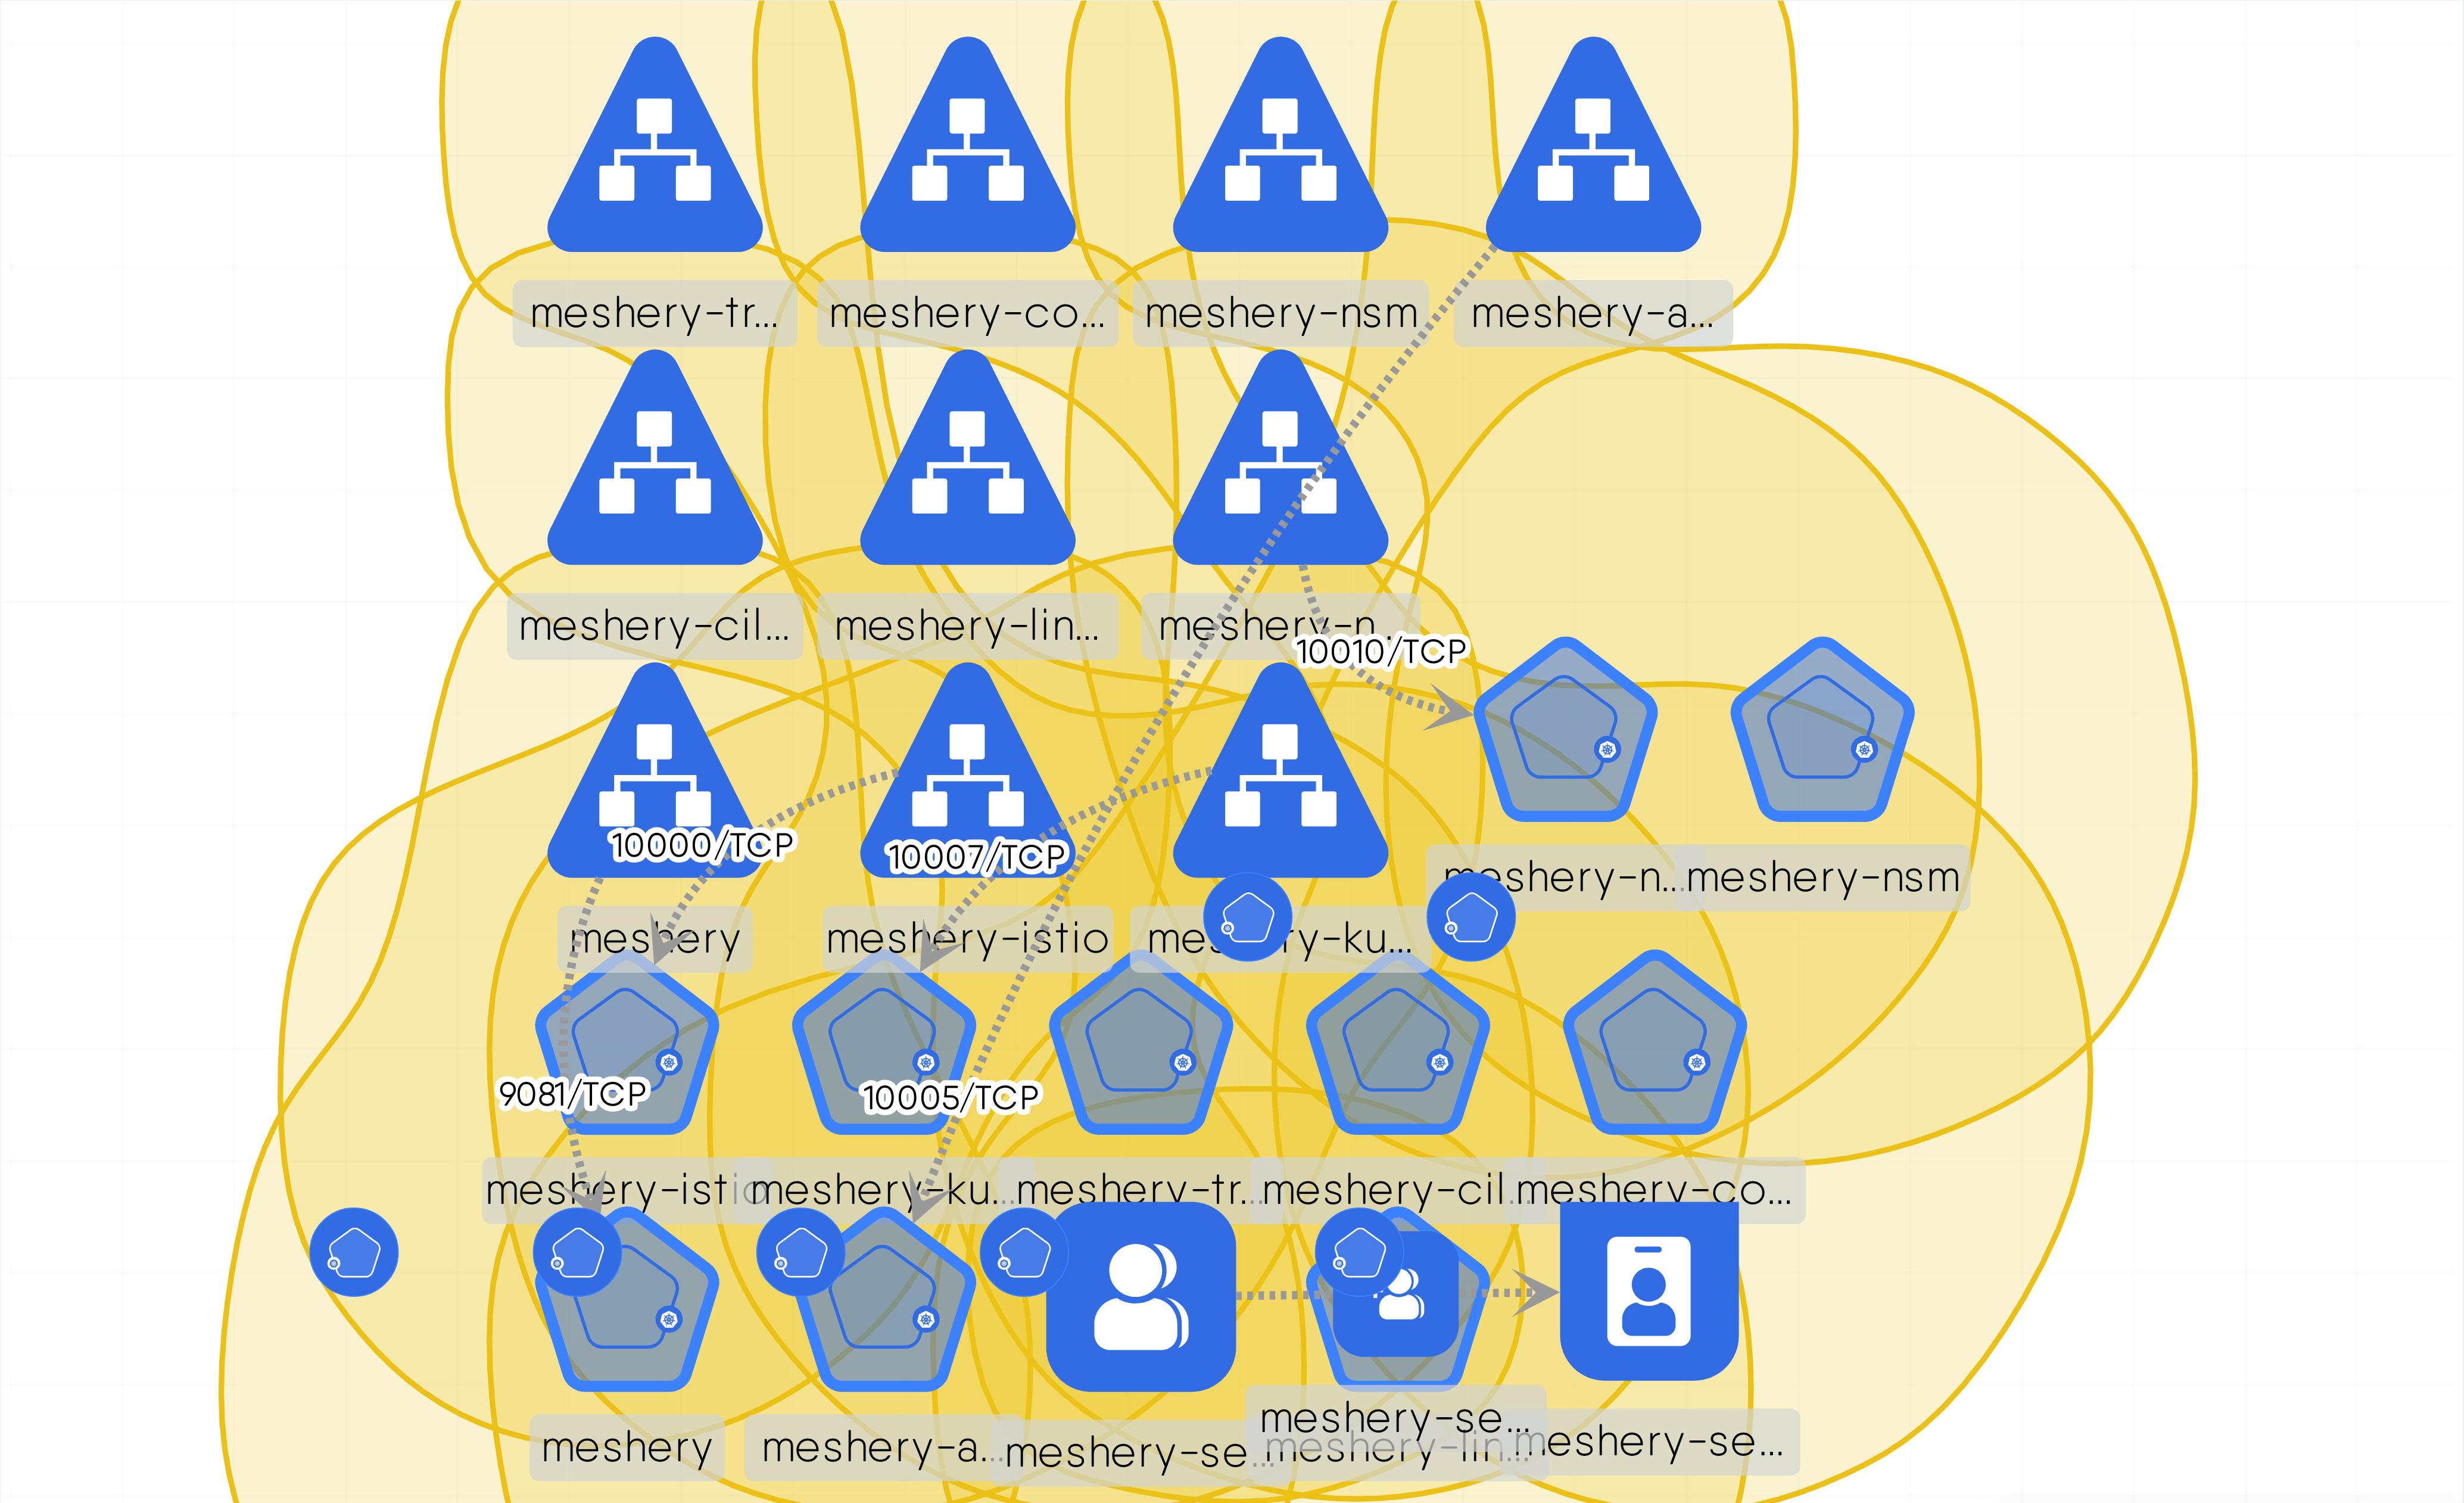 meshery-tr...
meshery-co...
meshery-nsm
meshery-a...
meshery-cil...
meshery-lin...
meshery-n...
10010/TCP
10000/TCP
10007/TCP
meshery-n...
meshery-nsm
meshery
meshery-istio
meshery-ku...
9081/TCP
10005/TCP
meshery-istio
meshery-ku...
meshery-tr...
meshery-cil...
meshery-co...
meshery
meshery-a...
meshery-se...
meshery-se...
meshery-lin...
meshery-se...